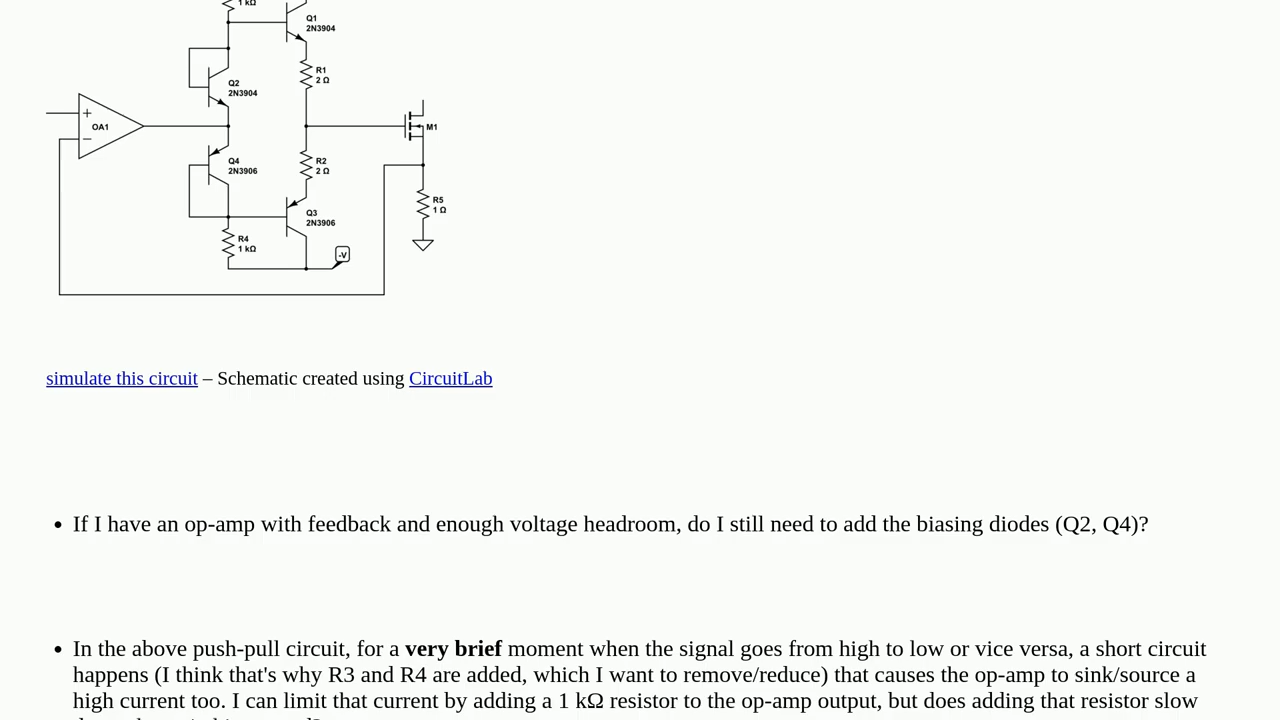 1 kΩ
Q1
2N3904
R1
2 Ω
Q2
2N3904
OA1
M1
Q4
2N3906
R2
2 Ω
R5
1 Ω
Q3
2N3906
R4
1 kΩ
-V
simulate this circuit – Schematic created using CircuitLab
• If I have an op-amp with feedback and enough voltage headroom, do I still need to add the biasing diodes (Q2, Q4)?
• In the above push-pull circuit, for a very brief moment when the signal goes from high to low or vice versa, a short circuit
happens (I think that's why R3 and R4 are added, which I want to remove/reduce) that causes the op-amp to sink/source a
high current too. I can limit that current by adding a 1 kΩ resistor to the op-amp output, but does adding that resistor slow